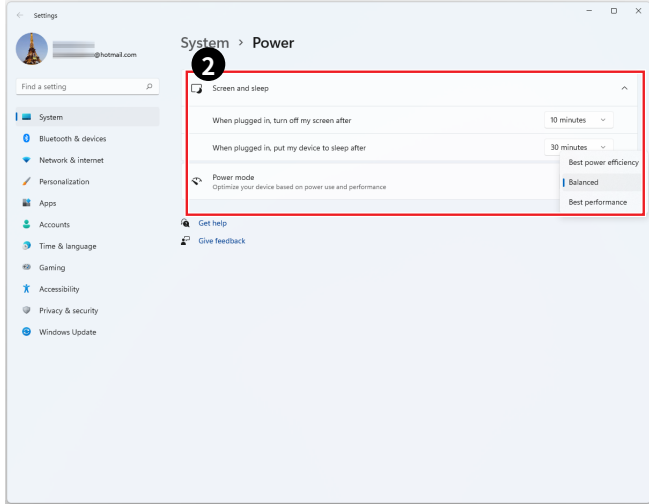 Settings
@hotmail.com
System > Power
2
Find a setting
Screen and sleep
System
When plugged in, turn off my screen after 10 minutes
Bluetooth & devices
When plugged in, put my device to sleep after 30 minutes
Network & internet
Best power efficiency
Personalization
Power mode
Optimize your device based on power use and performance
Balanced
Apps
Best performance
Accounts
Get help
Time & language
Give feedback
Gaming
Accessibility
Privacy & security
Windows Update